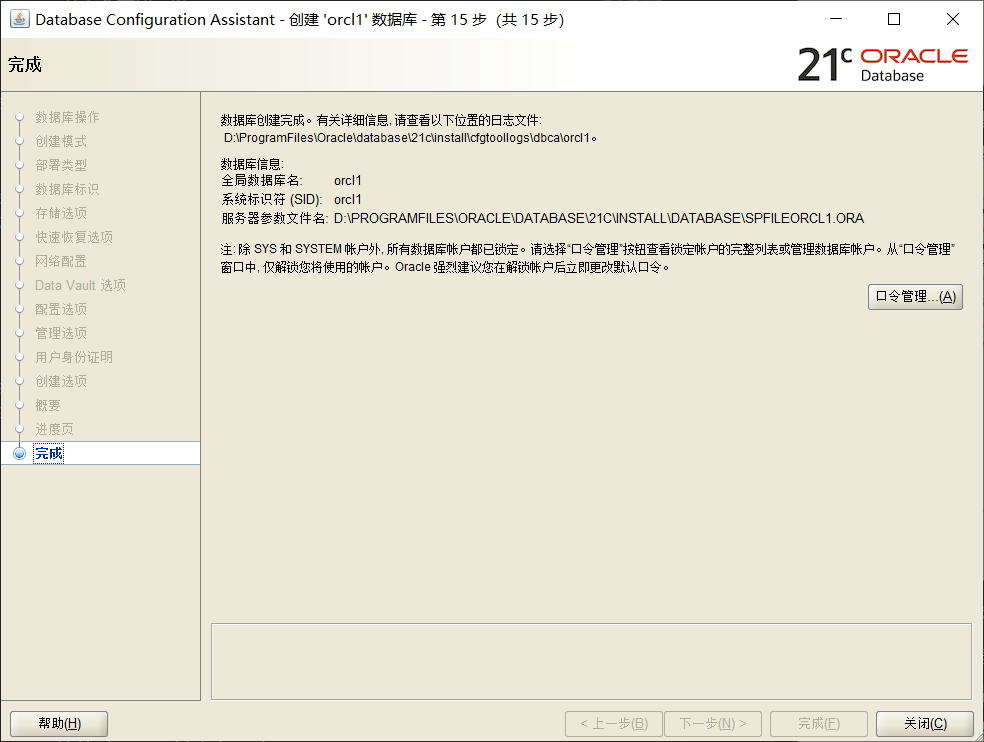 Database Configuration Assistant - 创建 'orcl1' 数据库 - 第 15 步 (共 15 步)
完成
21c ORACLE
Database
数据库操作
创建模式
部署类型
数据库标识
存储选项
快速恢复选项
网络配置
Data Vault 选项
配置选项
管理选项
用户身份证明
创建选项
概要
进度页
完成
数据库创建完成。有关详细信息, 请查看以下位置的日志文件:
D:\ProgramFiles\Oracle\database\21c\install\cfgtoollogs\dbca\orcl1。
数据库信息:
全局数据库名: orcl1
系统标识符 (SID): orcl1
服务器参数文件名: D:\PROGRAMFILES\ORACLE\DATABASE\21C\INSTALL\DATABASE\SPFILEORCL1.ORA
注: 除 SYS 和 SYSTEM 帐户外, 所有数据库帐户都已锁定。请选择“口令管理”按钮查看锁定帐户的完整列表或管理数据库帐户。从“口令管理”
窗口中, 仅解锁您将使用的帐户。Oracle 强烈建议您在解锁帐户后立即更改默认口令。
口令管理...(A)
帮助(H)
< 上一步(B)
下一步(N) >
完成(F)
关闭(C)